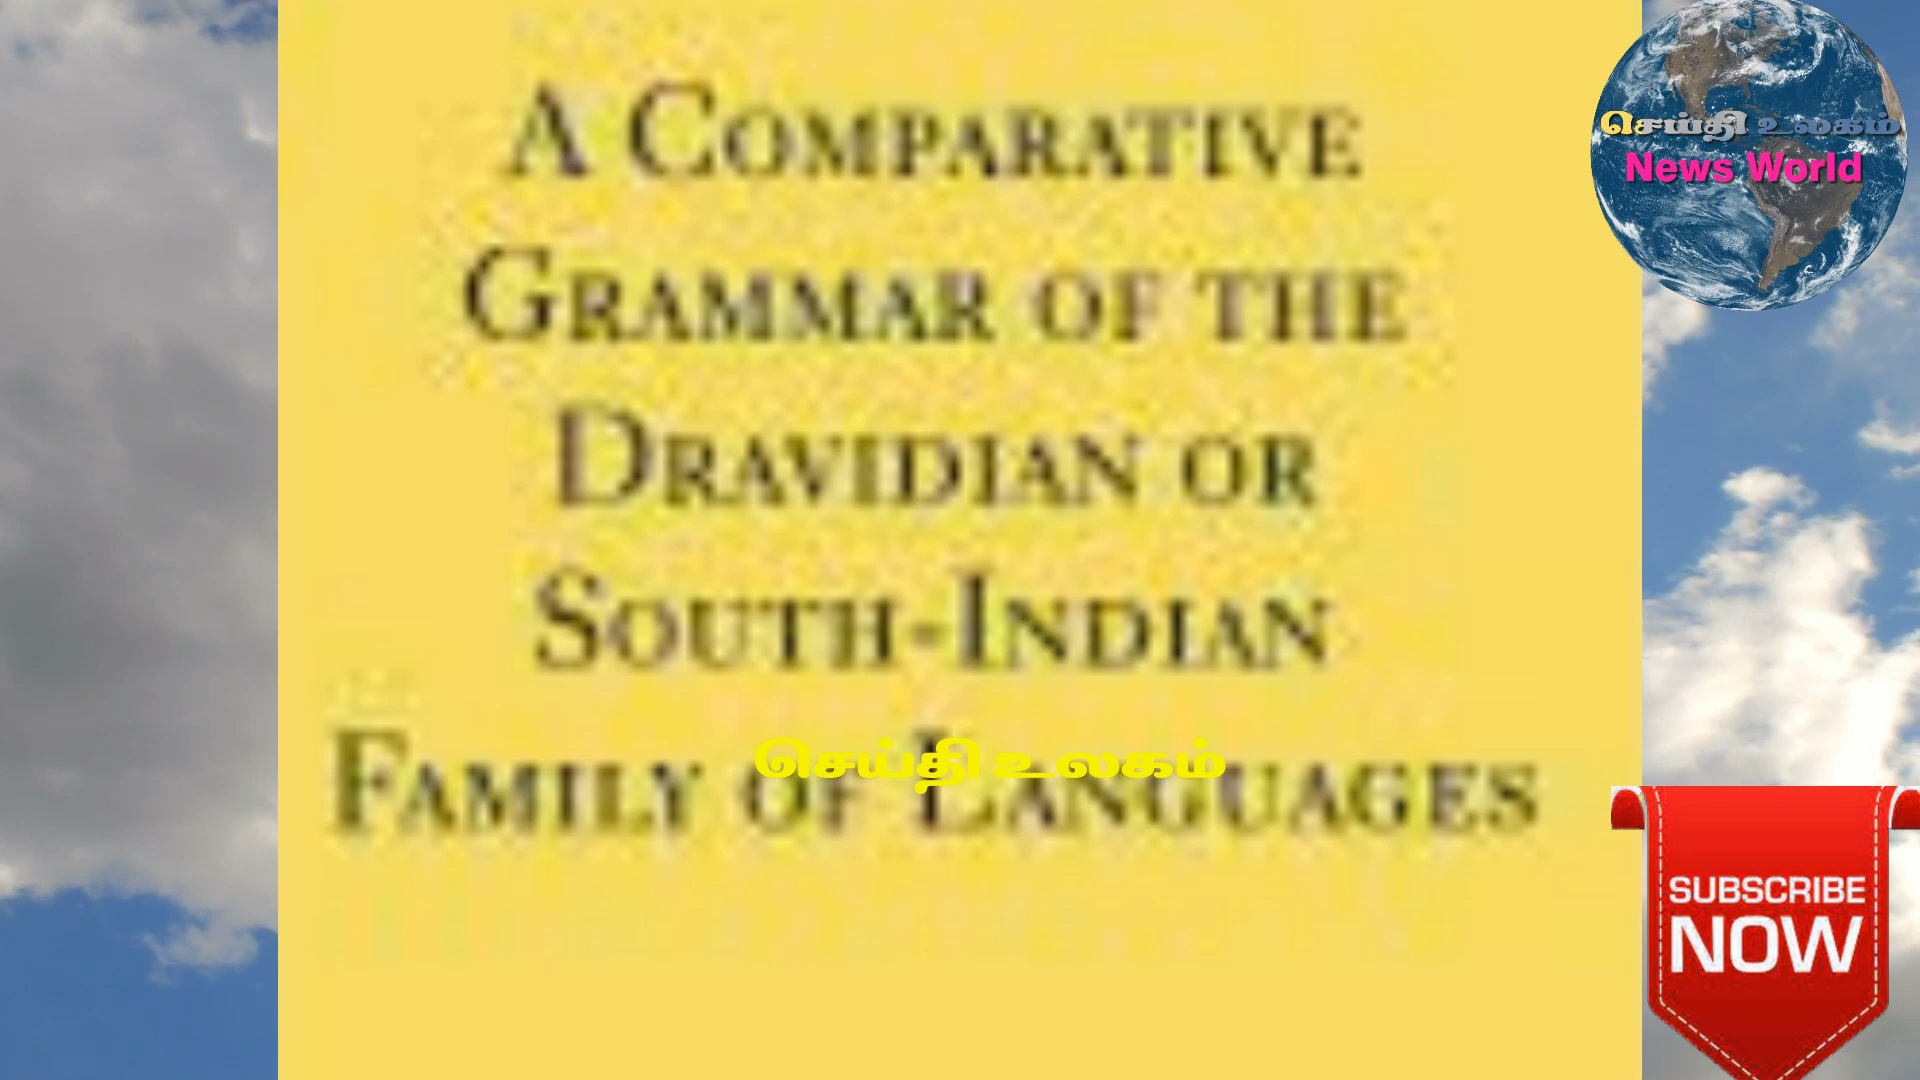 A COMPARATIVE
GRAMMAR OF THE
DRAVIDIAN OR
SOUTH-INDIAN
FAMILY OF LANGUAGES
செய்தி உலகம்
செய்தி உலகம்
News World
SUBSCRIBE
NOW